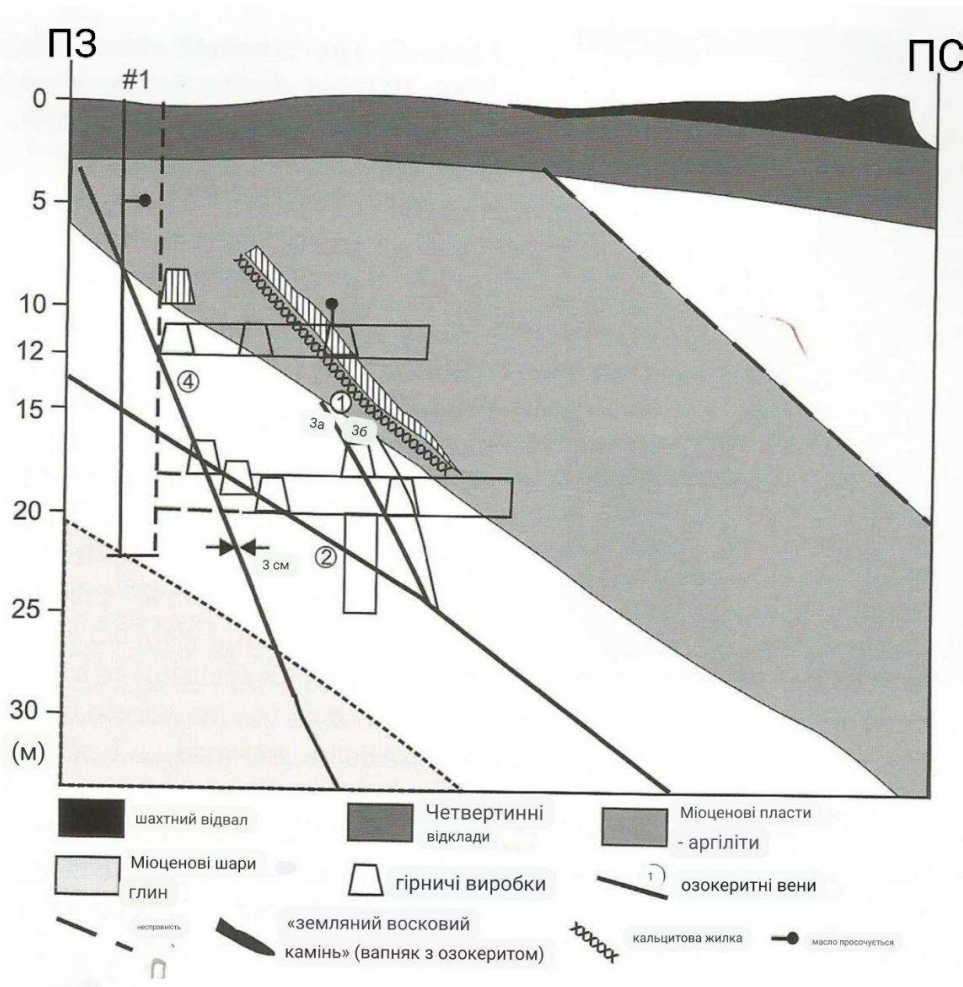 ПЗ
ПС
#1
0
5
10
12
15
20
25
30
(м)
④
①
3а 3б
②
3 см
шахтний відвал
Четвертинні
відклади
Міоценові пласти
- аргіліти
Міоценові шари
глин
гірничі виробки
1
озокеритні вени
несправність
«земляний восковий
камінь» (вапняк з озокеритом)
кальцитова жилка
масло просочується